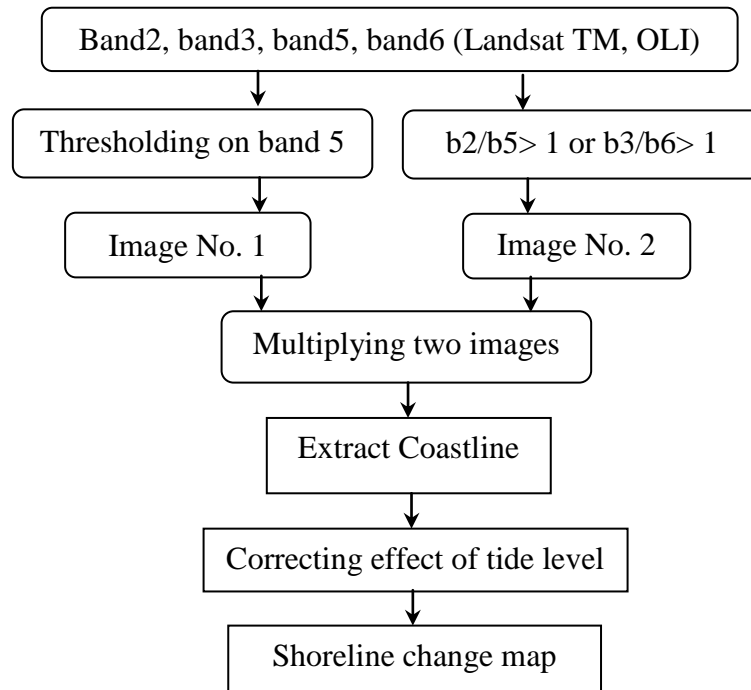 Band2, band3, band5, band6 (Landsat TM, OLI)
Thresholding on band 5
b2/b5> 1 or b3/b6> 1
Image No. 1
Image No. 2
Multiplying two images
Extract Coastline
Correcting effect of tide level
Shoreline change map